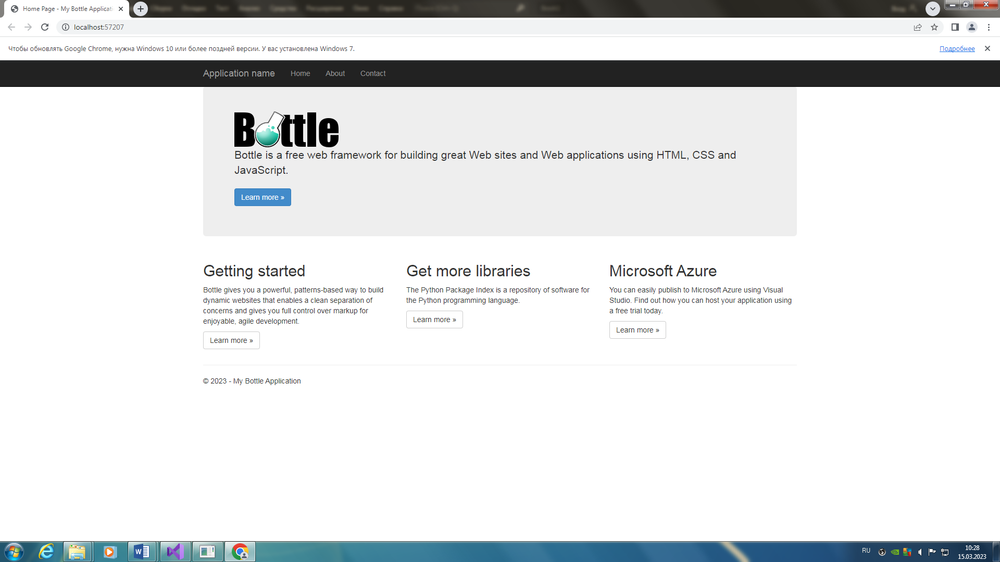 Home Page - My Bottle Applicati
localhost:57207
Чтобы обновлять Google Chrome, нужна Windows 10 или более поздней версии. У вас установлена Windows 7.
Подробнее
Application name
Home
About
Contact
Bottle
Bottle is a free web framework for building great Web sites and Web applications using HTML, CSS and
JavaScript.
Learn more »
Getting started
Bottle gives you a powerful, patterns-based way to build
dynamic websites that enables a clean separation of
concerns and gives you full control over markup for
enjoyable, agile development.
Learn more »
Get more libraries
The Python Package Index is a repository of software for
the Python programming language.
Learn more »
Microsoft Azure
You can easily publish to Microsoft Azure using Visual
Studio. Find out how you can host your application using
a free trial today.
Learn more »
© 2023 - My Bottle Application
RU
10:28
15.03.2023